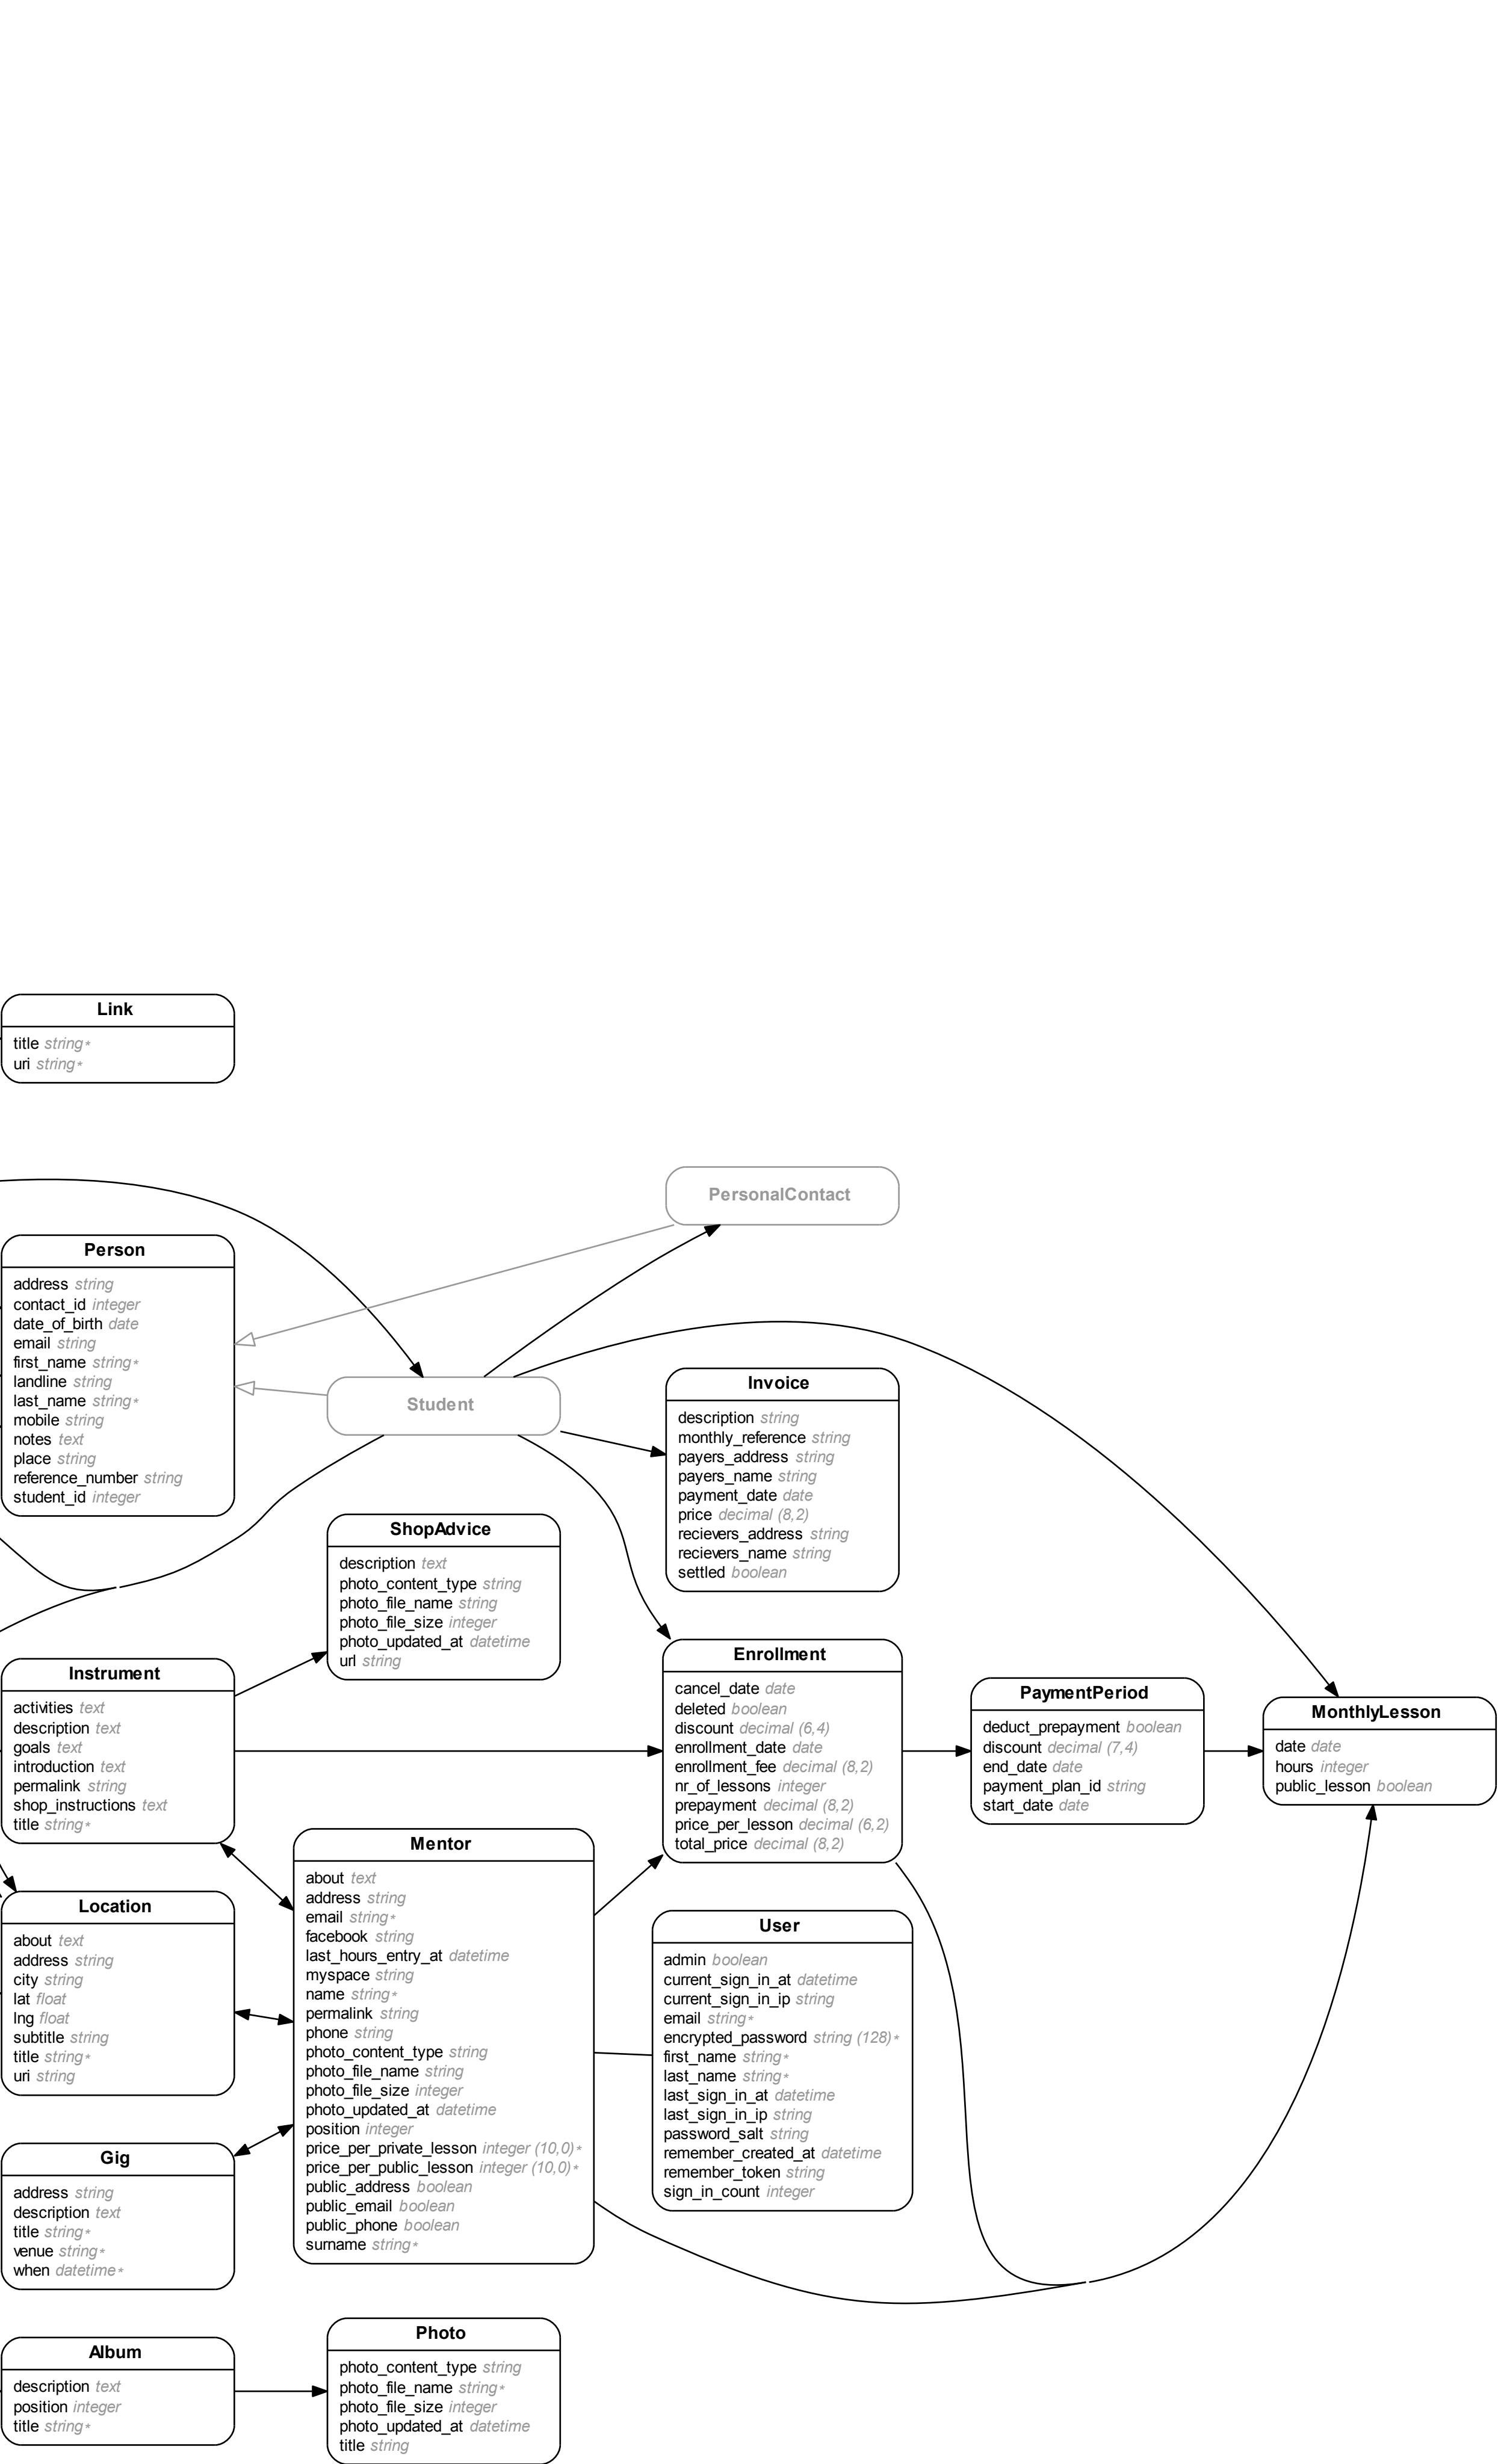 Link
title string*
uri string*
PersonalContact
Person
address string
contact_id integer
date_of_birth date
email string
first_name string*
landline string
last_name string*
mobile string
notes text
place string
reference_number string
student_id integer
Student
Invoice
description string
monthly_reference string
payers_address string
payers_name string
payment_date date
price decimal (8,2)
recievers_address string
recievers_name string
settled boolean
ShopAdvice
description text
photo_content_type string
photo_file_name string
photo_file_size integer
photo_updated_at datetime
url string
Instrument
activities text
description text
goals text
introduction text
permalink string
shop_instructions text
title string*
Enrollment
cancel_date date
deleted boolean
discount decimal (6,4)
enrollment_date date
enrollment_fee decimal (8,2)
nr_of_lessons integer
prepayment decimal (8,2)
price_per_lesson decimal (6,2)
total_price decimal (8,2)
PaymentPeriod
deduct_prepayment boolean
discount decimal (7,4)
end_date date
payment_plan_id string
start_date date
MonthlyLesson
date date
hours integer
public_lesson boolean
Mentor
about text
address string
email string*
facebook string
last_hours_entry_at datetime
myspace string
name string*
permalink string
phone string
photo_content_type string
photo_file_name string
photo_file_size integer
photo_updated_at datetime
position integer
price_per_private_lesson integer (10,0)*
price_per_public_lesson integer (10,0)*
public_address boolean
public_email boolean
public_phone boolean
surname string*
Location
about text
address string
city string
lat float
lng float
subtitle string
title string*
uri string
User
admin boolean
current_sign_in_at datetime
current_sign_in_ip string
email string*
encrypted_password string (128)*
first_name string*
last_name string*
last_sign_in_at datetime
last_sign_in_ip string
password_salt string
remember_created_at datetime
remember_token string
sign_in_count integer
Gig
address string
description text
title string*
venue string*
when datetime*
Album
description text
position integer
title string*
Photo
photo_content_type string
photo_file_name string*
photo_file_size integer
photo_updated_at datetime
title string